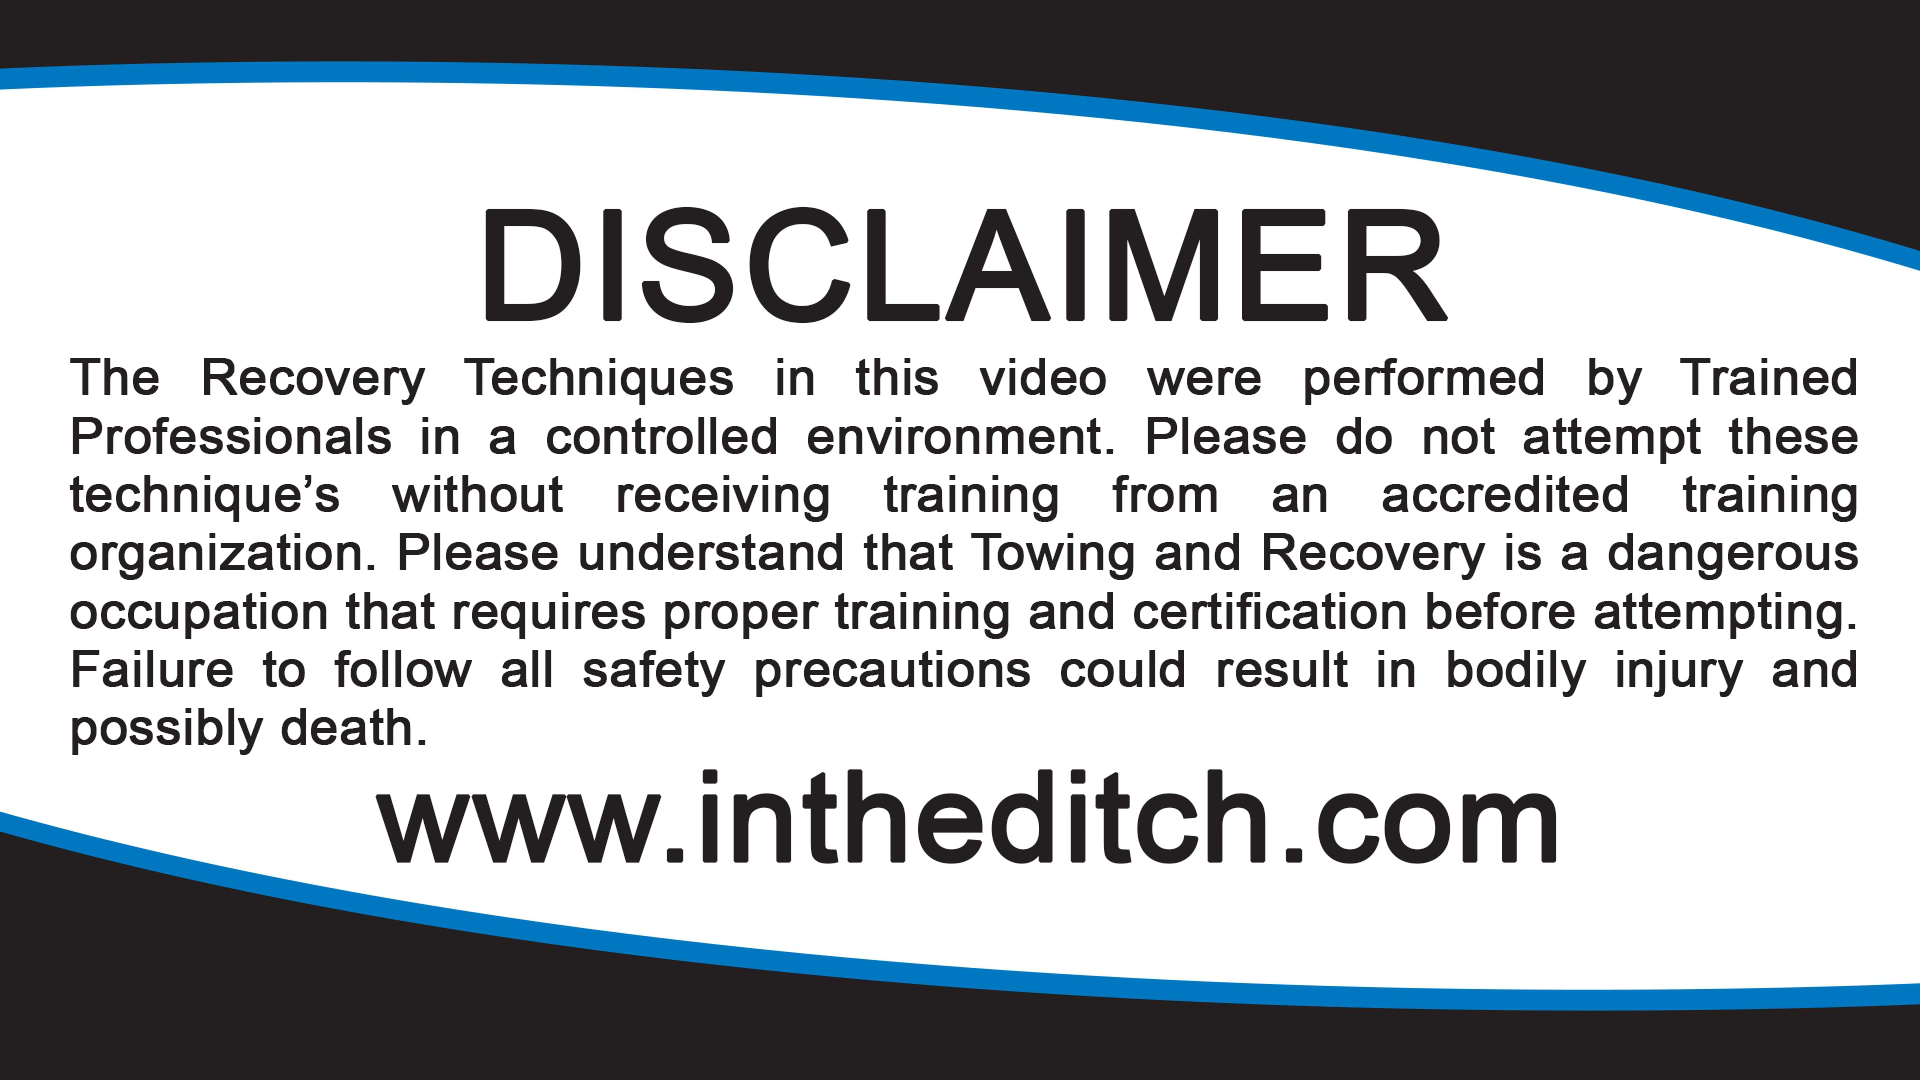 DISCLAIMER
The Recovery Techniques in this video were performed by Trained
Professionals in a controlled environment. Please do not attempt these
technique’s without receiving training from an accredited training
organization. Please understand that Towing and Recovery is a dangerous
occupation that requires proper training and certification before attempting.
Failure to follow all safety precautions could result in bodily injury and
possibly death.
www.intheditch.com